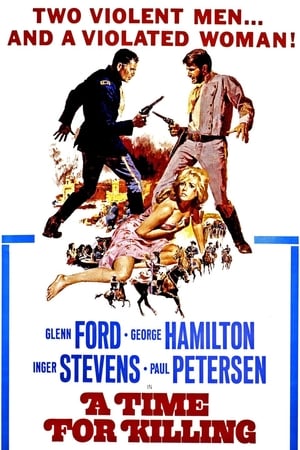 TWO VIOLENT MEN...
AND A VIOLATED WOMAN!
GLENN FORD • GEORGE HAMILTON
INGER STEVENS • PAUL PETERSEN
IN
A TIME
FOR KILLING